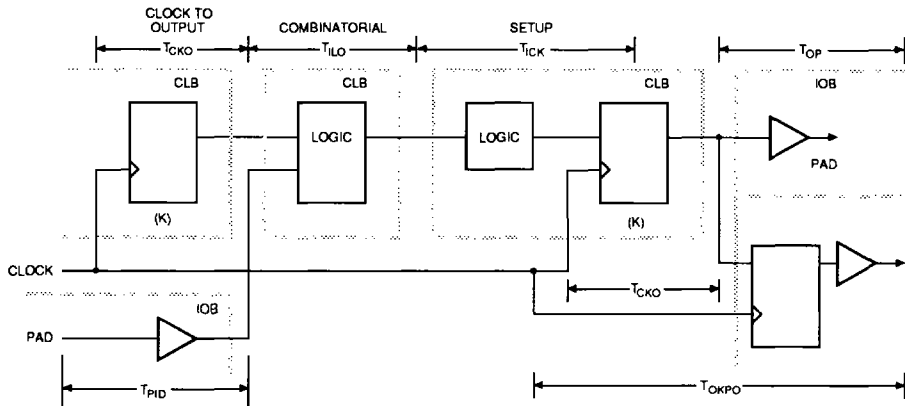 CLOCK TO
OUTPUT
COMBINATORIAL
SETUP
TCKO
TILO
TICK
TOP
CLB
CLB
CLB
IOB
LOGIC
LOGIC
PAD
(K)
(K)
CLOCK
TCKO
IOB
PAD
TPID
TOKPO